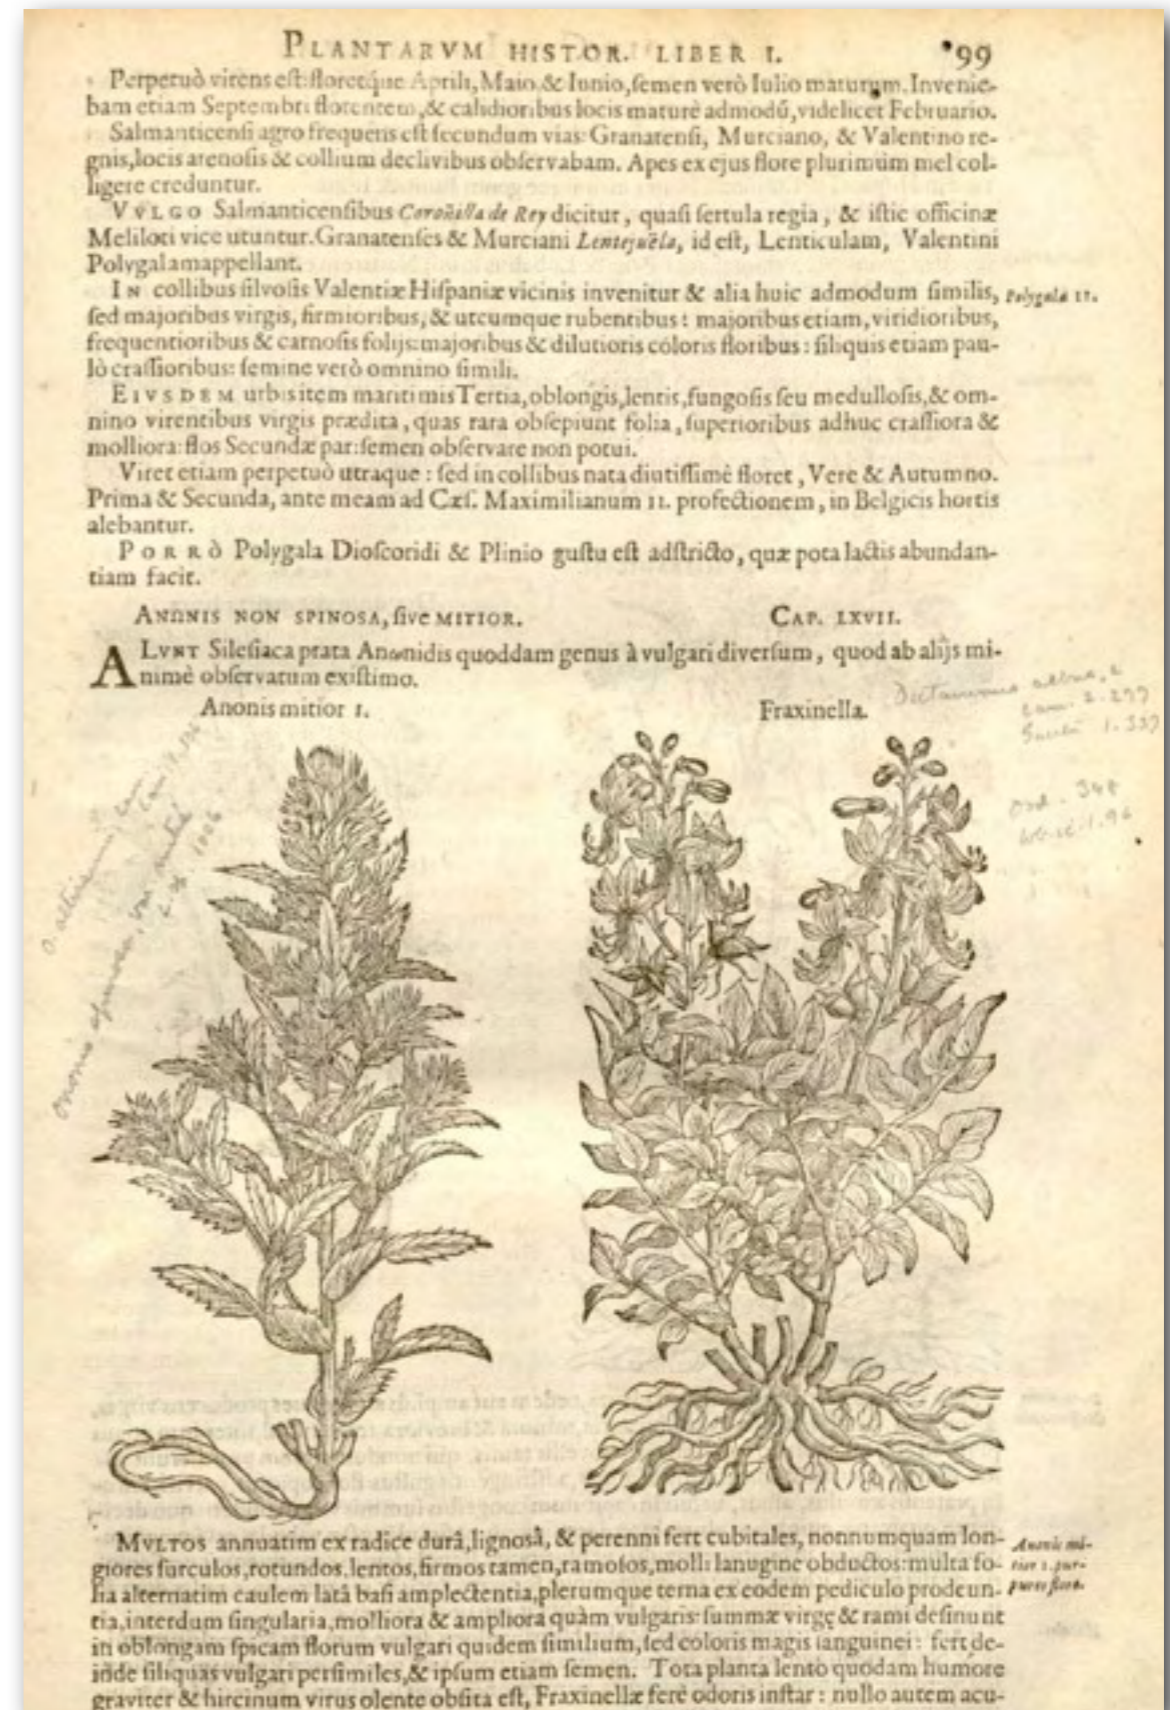 PLANTARVM HISTOR. LIBER I. 99
Perpetuò virens est: floretque Aprili, Maio & Iunio, semen verò Iulio maturum. Invenie-
bam etiam Septembri florentem, & calidioribus locis maturè admodũ, videlicet Februario.
Salmanticensi agro frequens est secundum vias: Granatensi, Murciano, & Valentino re-
gnis, locis arenosis & collium declivibus observabam. Apes ex ejus flore plurimùm mel col-
ligere creduntur.
VVLGO Salmanticensibus Coronilla de Rey dicitur, quasi sertula regia, & istic officinæ
Meliloti vice utuntur. Granatenses & Murciani Lentejuēla, id est, Lenticulam, Valentini
Polygalam appellant.
IN collibus silvosis Valentiæ Hispaniæ vicinis invenitur & alia huic admodum similis, Polygala II.
sed majoribus virgis, firmioribus, & utcumque rubentibus: majoribus etiam, viridioribus,
frequentioribus & carnosis folijs: majoribus & dilutioris coloris floribus: siliquis etiam pau-
lò crassioribus: semine verò omnino simili.
EIVSDEM urbis item maritimis Tertia, oblongis, lentis, fungosis seu medullosis, & om-
nino virentibus virgis prædita, quas rara obsepiunt folia, superioribus adhuc crassiora &
molliora: flos Secundæ par: semen observare non potui.
Viret etiam perpetuò utraque: sed in collibus nata diutissimè floret, Vere & Autumno.
Prima & Secunda, ante meam ad Cæs. Maximilianum II. profectionem, in Belgicis hortis
alebantur.
PORRÒ Polygala Dioscoridi & Plinio gustu est adstricto, quæ pota lactis abundan-
tiam facit.
ANONIS NON SPINOSA, sive MITIOR. CAP. LXVII.
ALVNT Silesiaca prata Anonidis quoddam genus à vulgari diversum, quod ab alijs mi-
nimè observatum existimo.
Anonis mitior I. Fraxinella.
MVLTOS annuatim ex radice durâ, lignosâ, & perenni fert cubitales, nonnumquam lon-
giores surculos, rotundos, lentos, firmos tamen, ramosos, molli lanugine obductos: multa fo-
lia alternatim caulem latâ basi amplectentia, plerumque terna ex eodem pediculo prodeun-
tia, interdum singularia, molliora & ampliora quàm vulgaris: summæ virgę & rami desinunt
in oblongam spicam florum vulgari quidem similium, sed coloris magis sanguinei: fert de-
inde siliquas vulgari persimiles, & ipsum etiam semen. Tota planta lento quodam humore
graviter & hircinum virus olente obsita est, Fraxinellæ ferè odoris instar: nullo autem acu-
Anonis mi-
tior I. pur-
pureo flore.